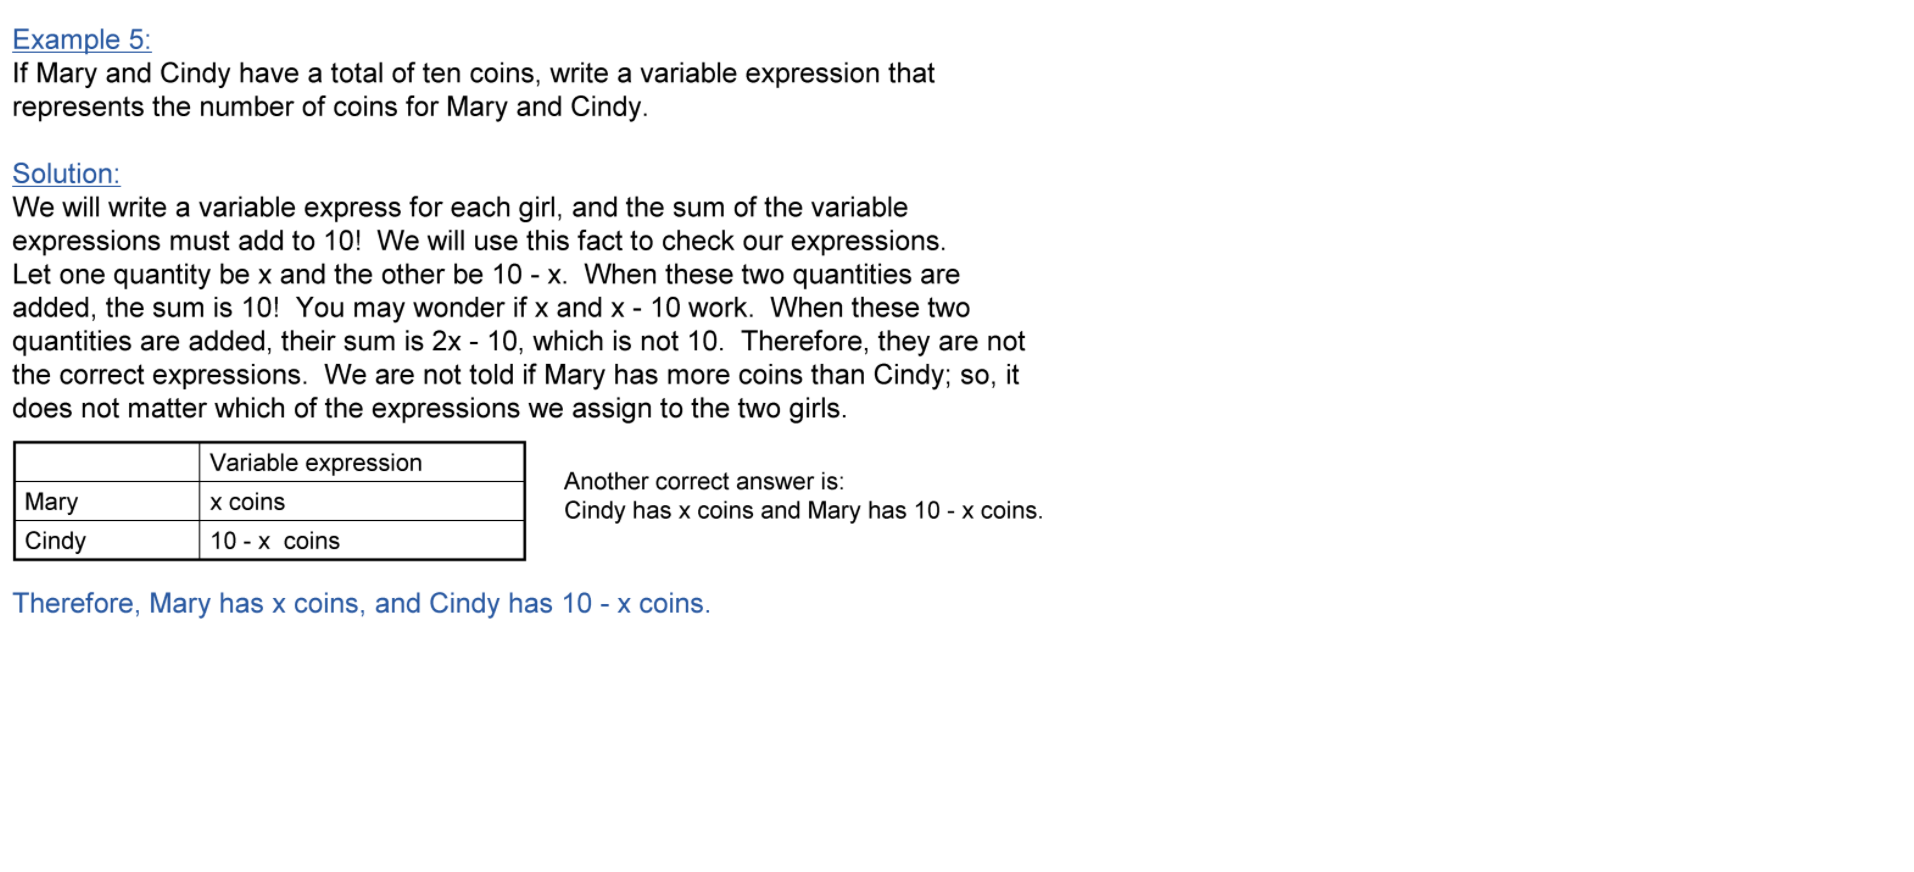 Example 5:
If Mary and Cindy have a total of ten coins, write a variable expression that
represents the number of coins for Mary and Cindy.
Solution:
We will write a variable express for each girl, and the sum of the variable
expressions must add to 10!  We will use this fact to check our expressions.
Let one quantity be x and the other be 10 - x.  When these two quantities are
added, the sum is 10!  You may wonder if x and x - 10 work.  When these two
quantities are added, their sum is 2x - 10, which is not 10.  Therefore, they are not
the correct expressions.  We are not told if Mary has more coins than Cindy; so, it
does not matter which of the expressions we assign to the two girls.
Variable expression
Mary x coins
Cindy 10 - x  coins
Another correct answer is:
Cindy has x coins and Mary has 10 - x coins.
Therefore, Mary has x coins, and Cindy has 10 - x coins.